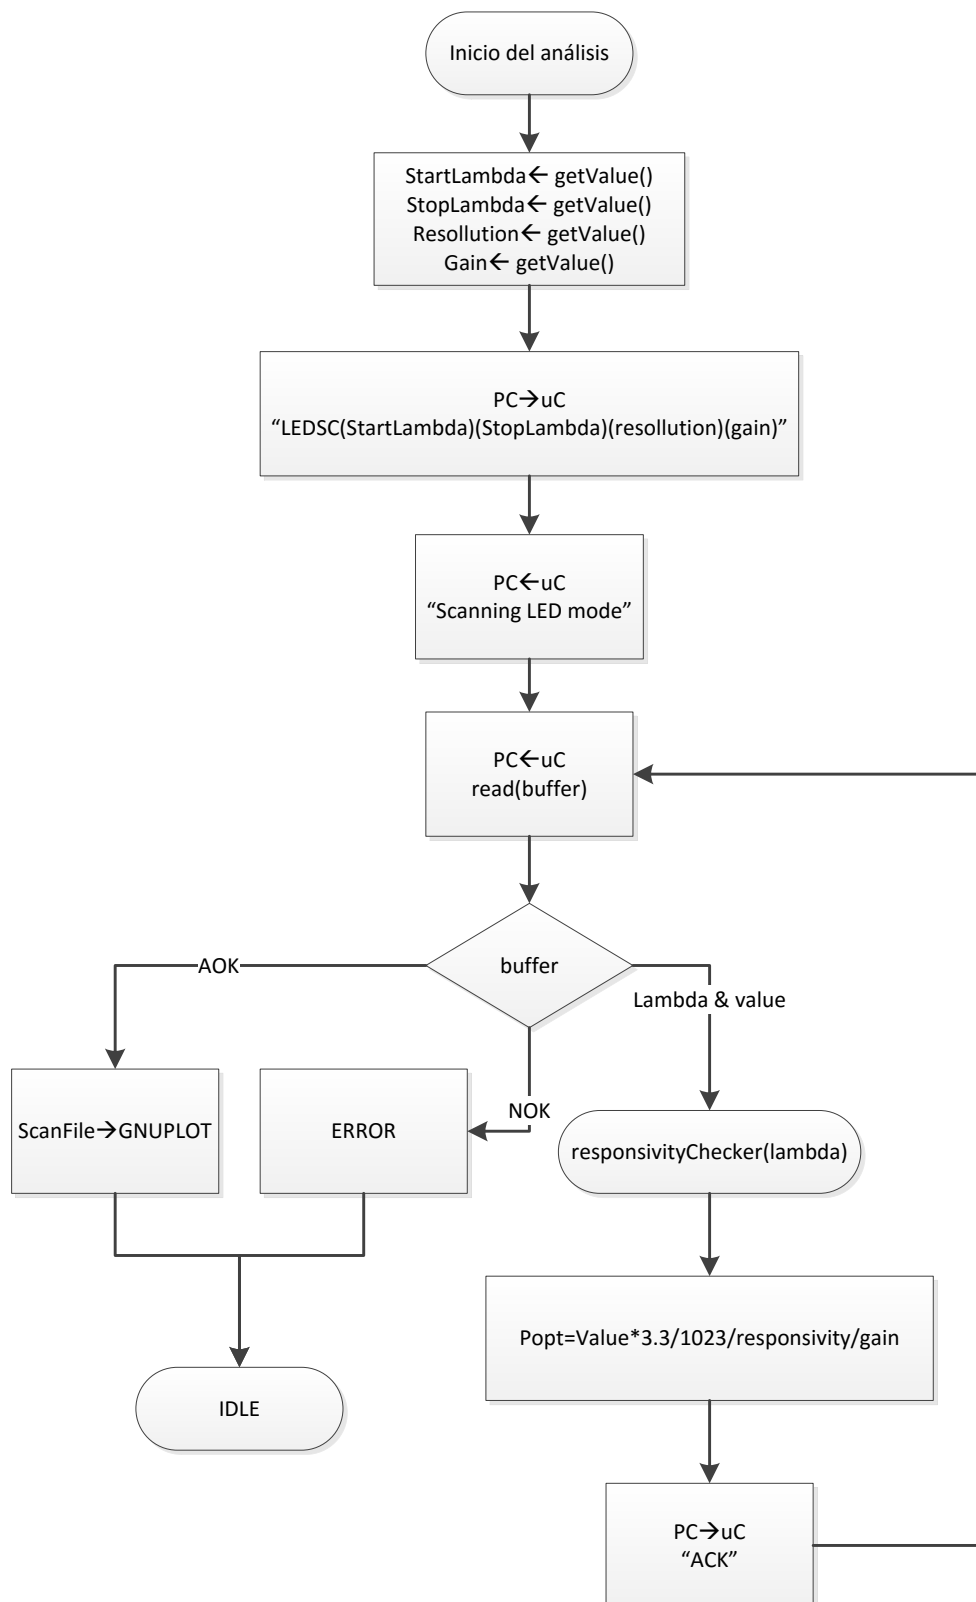 Inicio del análisis
StartLambda← getValue()
StopLambda← getValue()
Resollution← getValue()
Gain← getValue()
PC→uC
“LEDSC(StartLambda)(StopLambda)(resollution)(gain)”
PC←uC
“Scanning LED mode”
PC←uC
read(buffer)
buffer
AOK
Lambda & value
NOK
ScanFile→GNUPLOT
ERROR
responsivityChecker(lambda)
Popt=Value*3.3/1023/responsivity/gain
IDLE
PC→uC
“ACK”